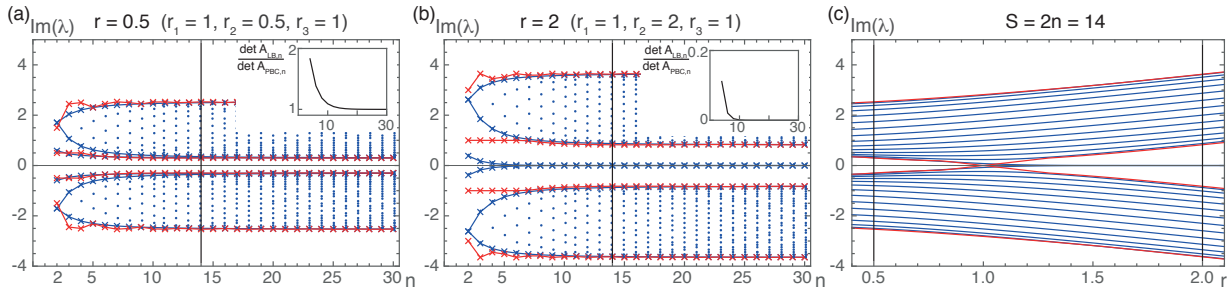 (a)
Im(λ)
r = 0.5 (r₁ = 1, r₂ = 0.5, r₃ = 1)
det A_LB,n
det A_PBC,n
2
1
10
30
4
2
0
-2
-4
2
5
10
15
20
25
30
n
(b)
Im(λ)
r = 2 (r₁ = 1, r₂ = 2, r₃ = 1)
det A_LB,n
det A_PBC,n
0.2
0
10
30
4
2
0
-2
-4
2
5
10
15
20
25
30
n
(c)
Im(λ)
S = 2n = 14
4
2
0
-2
-4
0.5
1.0
1.5
2.0
r